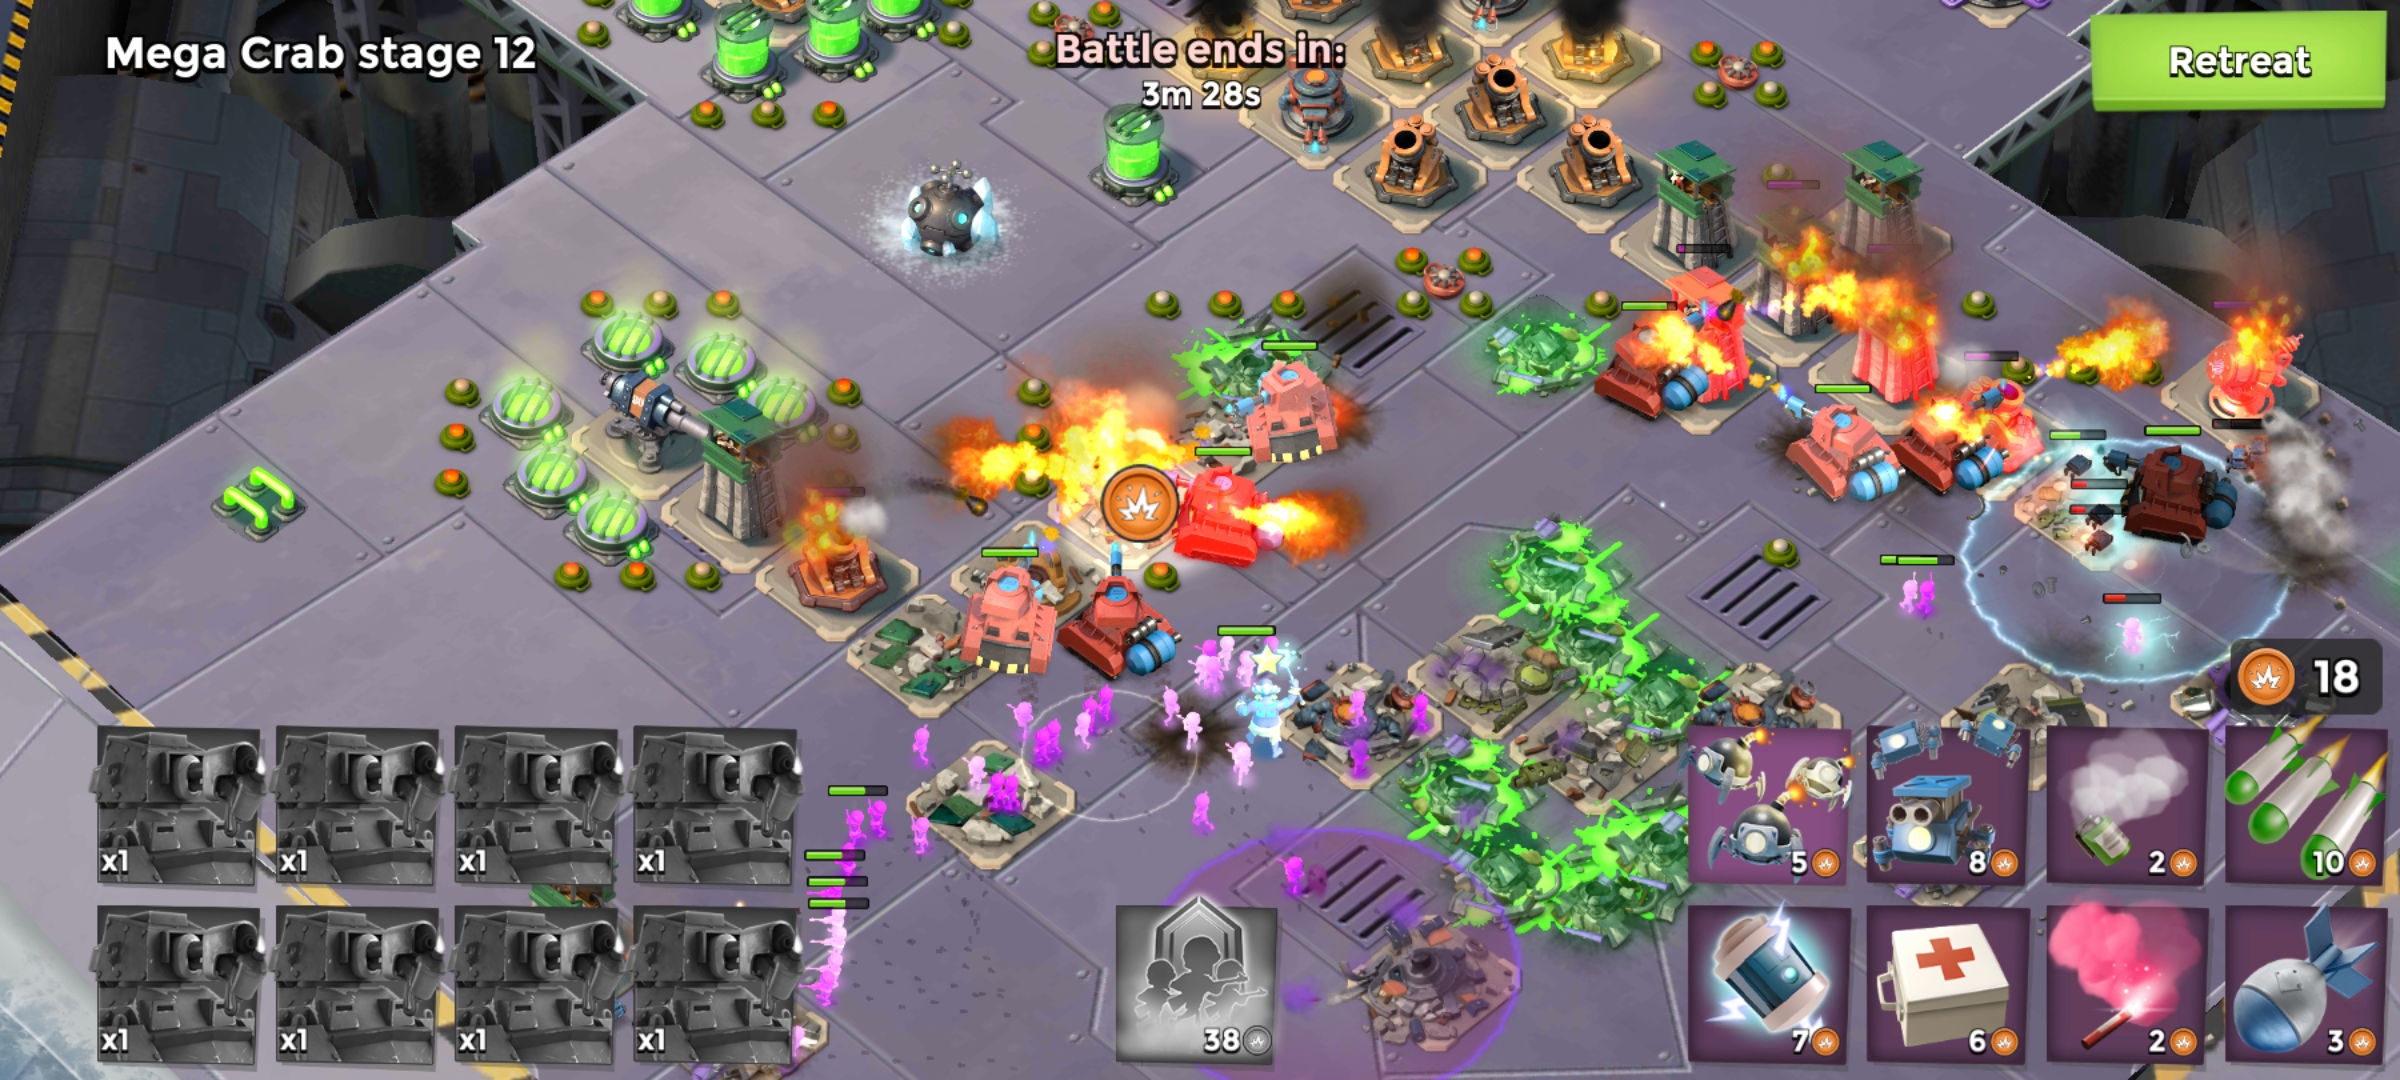 Mega Crab stage 12
Battle ends in:
3m 28s
Retreat
30
18
x1
x1
x1
x1
5
8
2
10
x1
x1
x1
x1
38
7
6
2
3